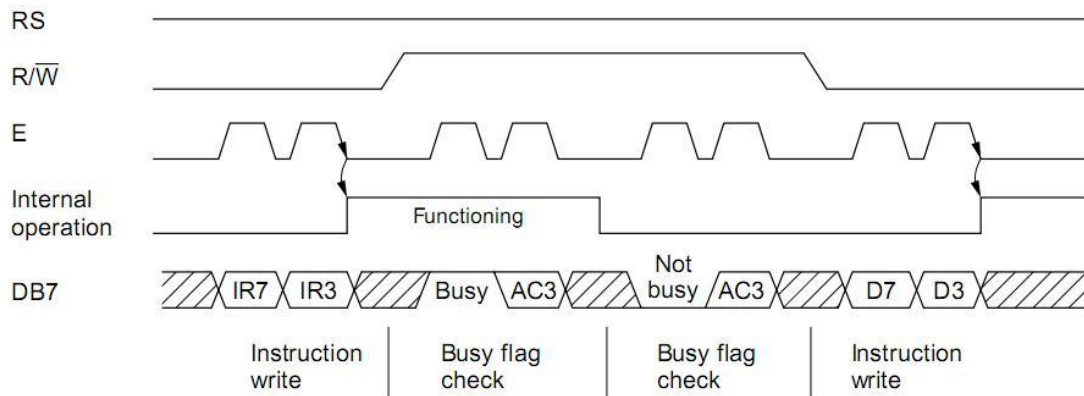 RS
R/W̅
E
Internal
operation
Functioning
DB7
IR7 IR3 Busy AC3 Not
busy AC3 D7 D3
Instruction
write
Busy flag
check
Busy flag
check
Instruction
write